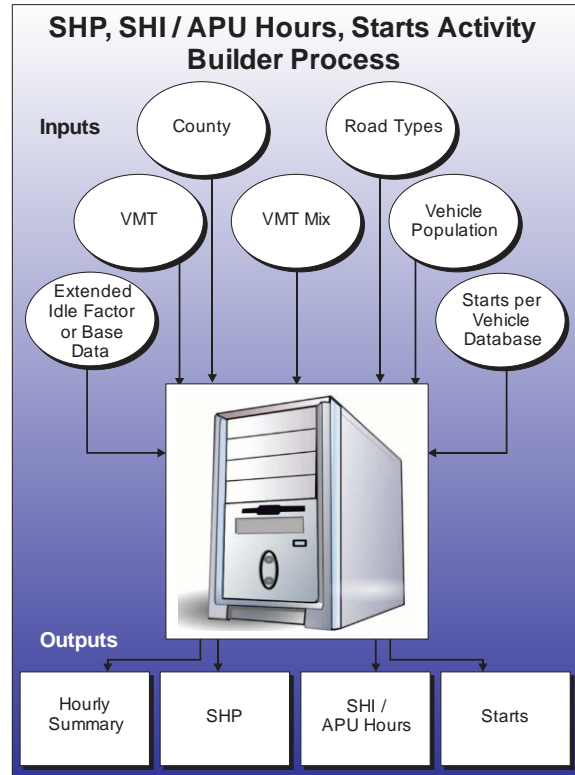 SHP, SHI / APU Hours, Starts Activity
Builder Process
Inputs
County
Road Types
VMT
VMT Mix
Vehicle
Population
Extended
Idle Factor
or Base
Data
Starts per
Vehicle
Database
Outputs
Hourly
Summary
SHP
SHI /
APU Hours
Starts